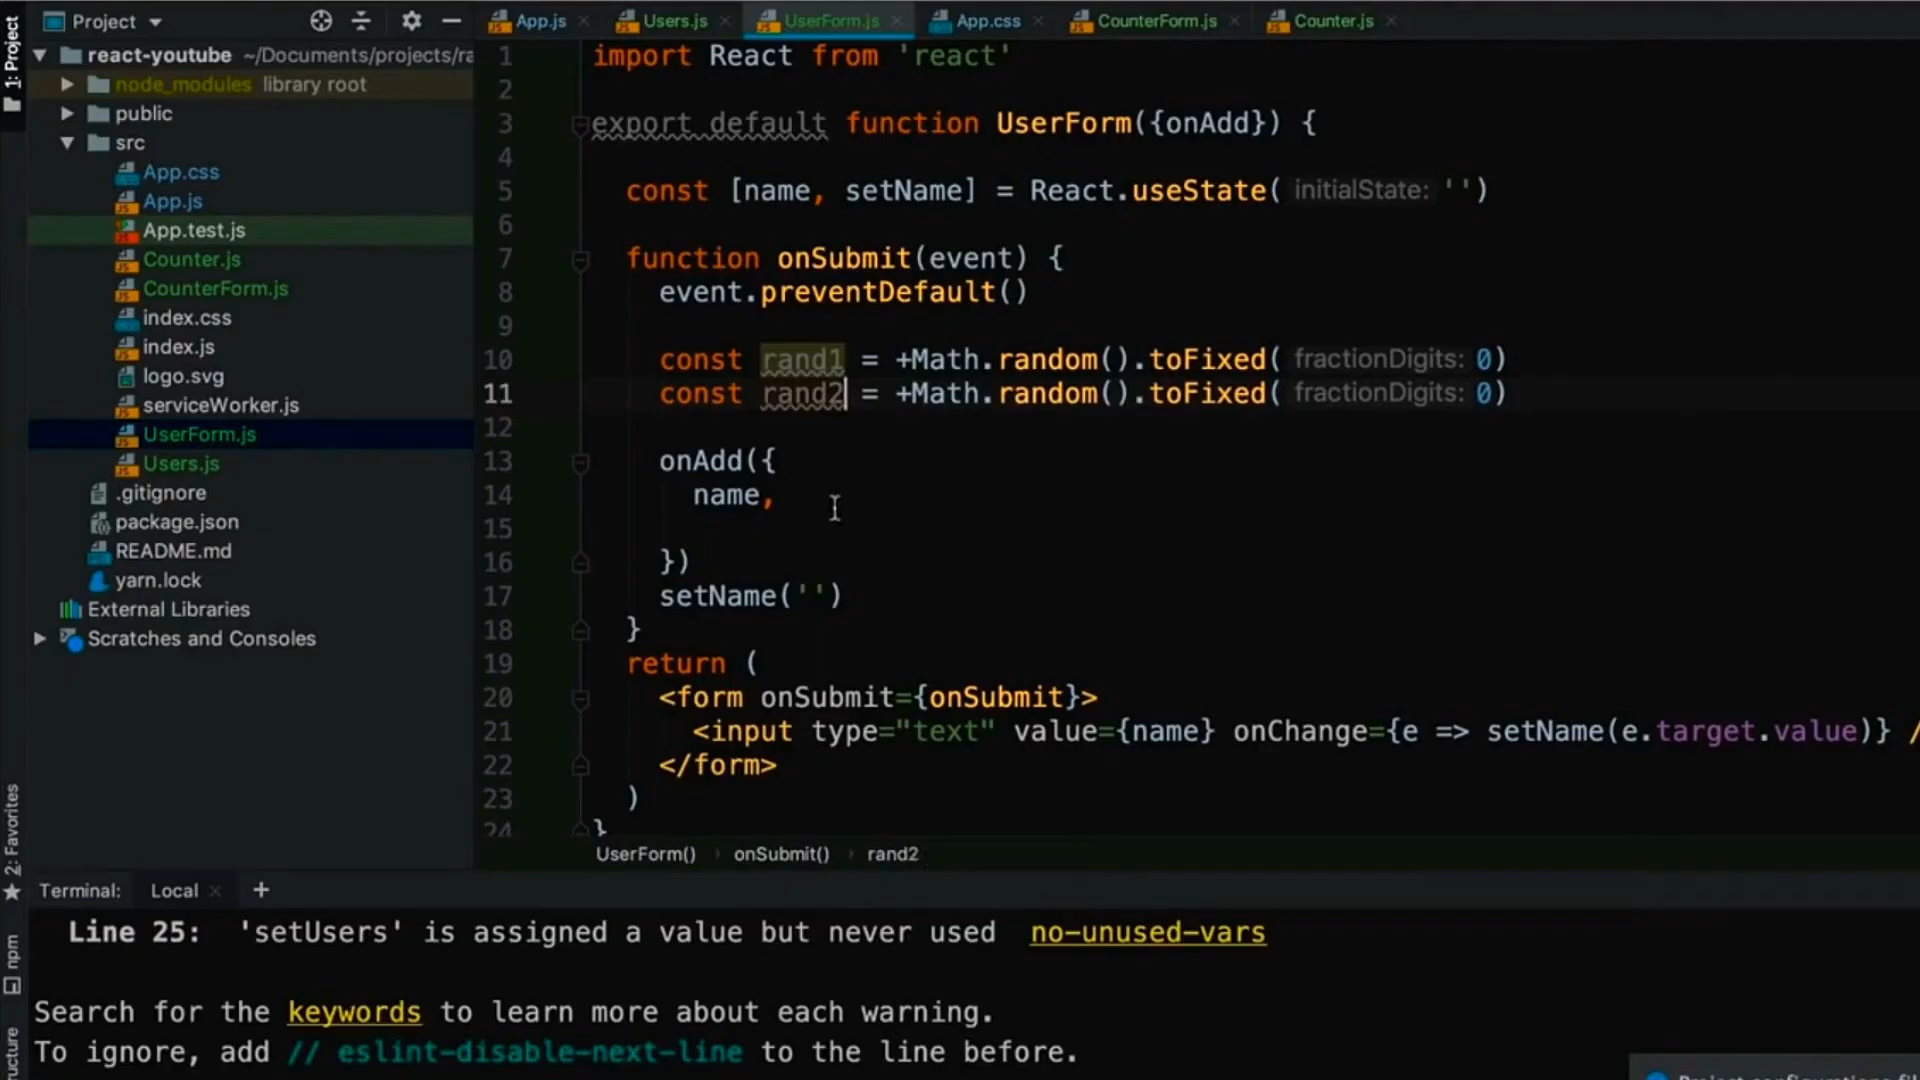 Project
App.js
Users.js
UserForm.js
App.css
CounterForm.js
Counter.js
1: Project
react-youtube ~/Documents/projects/ra
node_modules library root
public
src
App.css
App.js
App.test.js
Counter.js
CounterForm.js
index.css
index.js
logo.svg
serviceWorker.js
UserForm.js
Users.js
.gitignore
package.json
README.md
yarn.lock
External Libraries
Scratches and Consoles
1 import React from 'react'
2
3 export default function UserForm({onAdd}) {
4
5 const [name, setName] = React.useState( initialState: '')
6
7 function onSubmit(event) {
8 event.preventDefault()
9
10 const rand1 = +Math.random().toFixed( fractionDigits: 0)
11 const rand2 = +Math.random().toFixed( fractionDigits: 0)
12
13 onAdd({
14 name,
15
16 })
17 setName('')
18 }
19 return (
20 <form onSubmit={onSubmit}>
21 <input type="text" value={name} onChange={e => setName(e.target.value)} /
22 </form>
23 )
24 }
UserForm() › onSubmit() › rand2
2: Favorites
npm
ructure
Terminal: Local +
Line 25: 'setUsers' is assigned a value but never used no-unused-vars
Search for the keywords to learn more about each warning.
To ignore, add // eslint-disable-next-line to the line before.